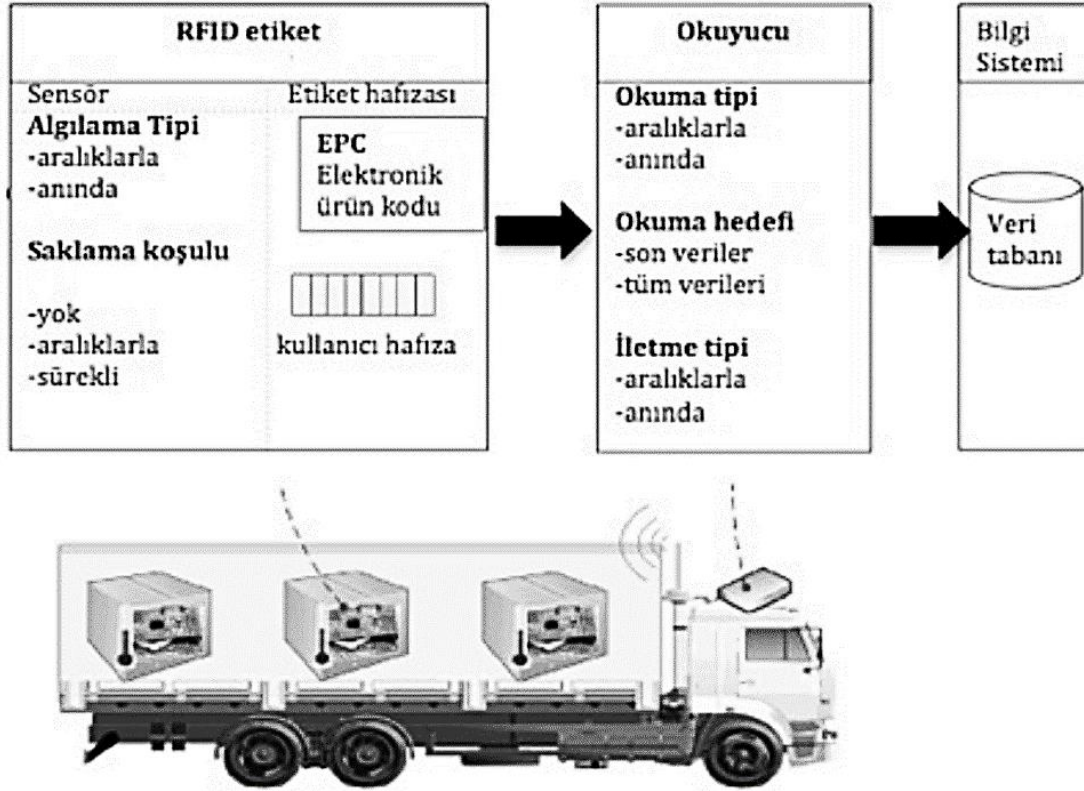 RFID etiket
Sensör
Algılama Tipi
-aralıklarla
-anında
Saklama koşulu
-yok
-aralıklarla
-sürekli
Etiket hafızası
EPC
Elektronik
ürün kodu
kullanıcı hafıza
Okuyucu
Okuma tipi
-aralıklarla
-anında
Okuma hedefi
-son veriler
-tüm verileri
İletme tipi
-aralıklarla
-anında
Bilgi
Sistemi
Veri
tabanı